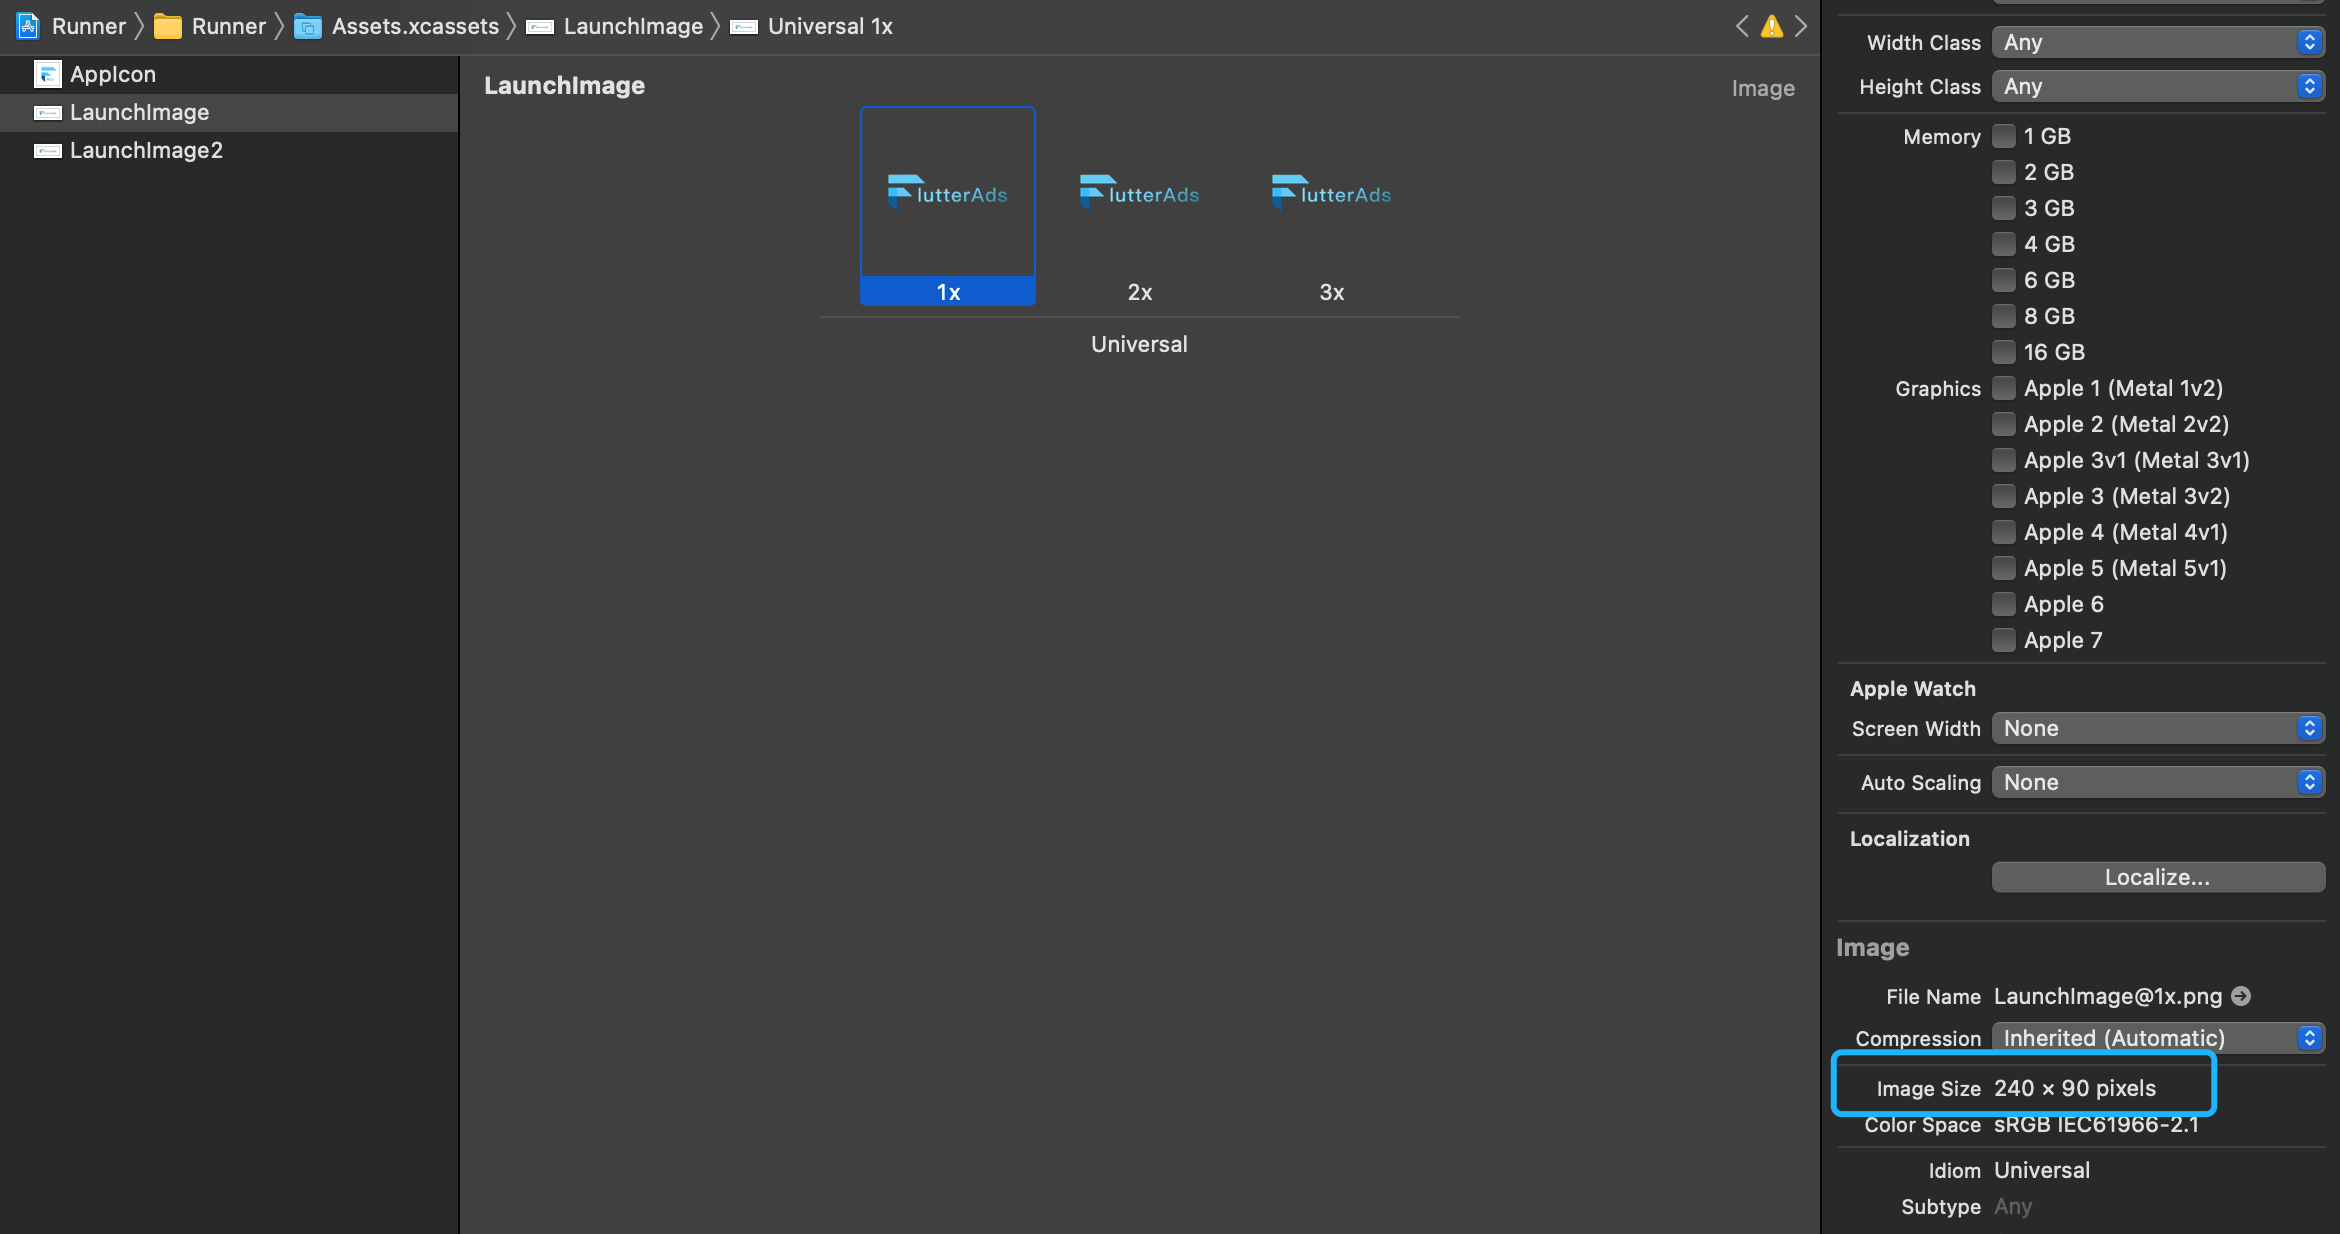 Runner Runner Assets.xcassets LaunchImage Universal 1x
AppIcon
LaunchImage
LaunchImage2
LaunchImage
Image
lutterAds lutterAds lutterAds
1x 2x 3x
Universal
Width Class Any
Height Class Any
Memory 1 GB
2 GB
3 GB
4 GB
6 GB
8 GB
16 GB
Graphics Apple 1 (Metal 1v2)
Apple 2 (Metal 2v2)
Apple 3v1 (Metal 3v1)
Apple 3 (Metal 3v2)
Apple 4 (Metal 4v1)
Apple 5 (Metal 5v1)
Apple 6
Apple 7
Apple Watch
Screen Width None
Auto Scaling None
Localization
Localize...
Image
File Name LaunchImage@1x.png
Compression Inherited (Automatic)
Image Size 240 × 90 pixels
Color Space sRGB IEC61966-2.1
Idiom Universal
Subtype Any